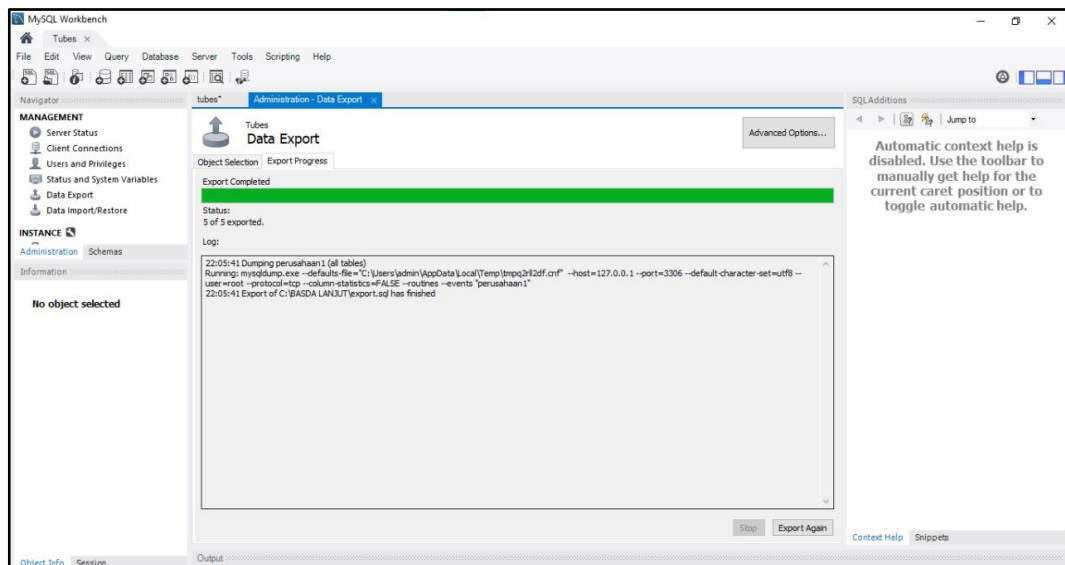 MySQL Workbench
Tubes
File Edit View Query Database Server Tools Scripting Help
Navigator
MANAGEMENT
Server Status
Client Connections
Users and Privileges
Status and System Variables
Data Export
Data Import/Restore
INSTANCE
Administration Schemas
Information
No object selected
Object Info Session
tubes* Administration - Data Export
Tubes
Data Export
Advanced Options...
Object Selection Export Progress
Export Completed
Status:
5 of 5 exported.
Log:
22:05:41 Dumping perusahaan1 (all tables)
Running: mysqldump.exe --defaults-file="C:\Users\admin\AppData\Local\Temp\tmpq2rll2df.cnf" --host=127.0.0.1 --port=3306 --default-character-set=utf8 --
user=root --protocol=tcp --column-statistics=FALSE --routines --events "perusahaan1"
22:05:41 Export of C:\BASDA LANJUT\export.sql has finished
Stop Export Again
Output
SQLAdditions
Jump to
Automatic context help is
disabled. Use the toolbar to
manually get help for the
current caret position or to
toggle automatic help.
Context Help Snippets